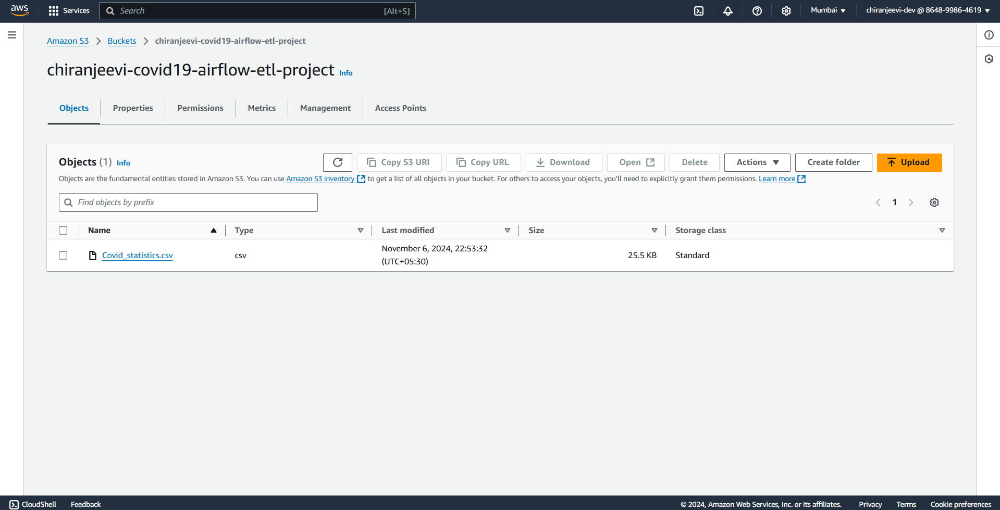 aws Services Search [Alt+S] Mumbai chiranjeevi-dev @ 8648-9986-4619
Amazon S3 Buckets chiranjeevi-covid19-airflow-etl-project
chiranjeevi-covid19-airflow-etl-project Info
Objects Properties Permissions Metrics Management Access Points
Objects (1) Info Copy S3 URI Copy URL Download Open Delete Actions Create folder Upload
Objects are the fundamental entities stored in Amazon S3. You can use Amazon S3 inventory to get a list of all objects in your bucket. For others to access your objects, you'll need to explicitly grant them permissions. Learn more
Find objects by prefix 1
Name Type Last modified Size Storage class
Covid_statistics.csv csv November 6, 2024, 22:53:32 25.5 KB Standard
(UTC+05:30)
CloudShell Feedback © 2024, Amazon Web Services, Inc. or its affiliates. Privacy Terms Cookie preferences